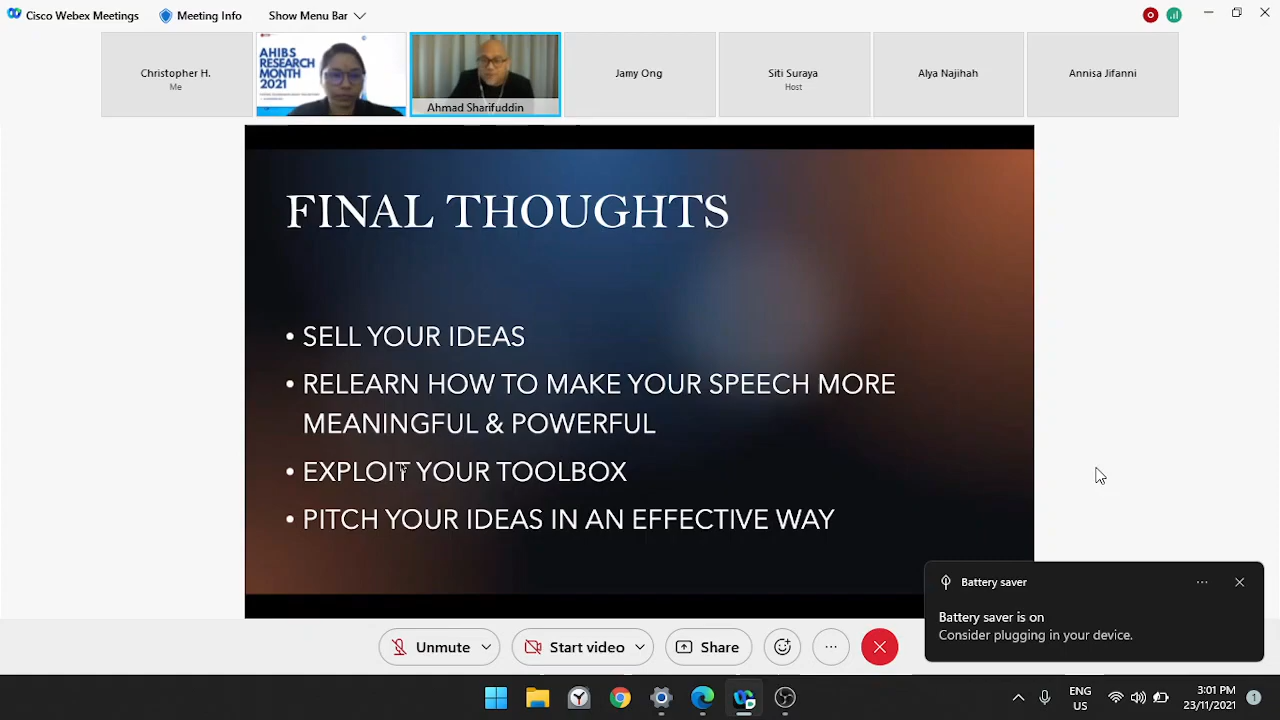 Cisco Webex Meetings
Meeting Info
Show Menu Bar
Christopher H.
Me
AHIBS
RESEARCH
MONTH
2021
Ahmad Sharifuddin
Jamy Ong
Siti Suraya
Host
Alya Najihah
Annisa Jifanni
FINAL THOUGHTS
• SELL YOUR IDEAS
• RELEARN HOW TO MAKE YOUR SPEECH MORE
MEANINGFUL & POWERFUL
• EXPLOIT YOUR TOOLBOX
• PITCH YOUR IDEAS IN AN EFFECTIVE WAY
Battery saver
Battery saver is on
Consider plugging in your device.
Unmute
Start video
Share
ENG
US
3:01 PM
23/11/2021
1